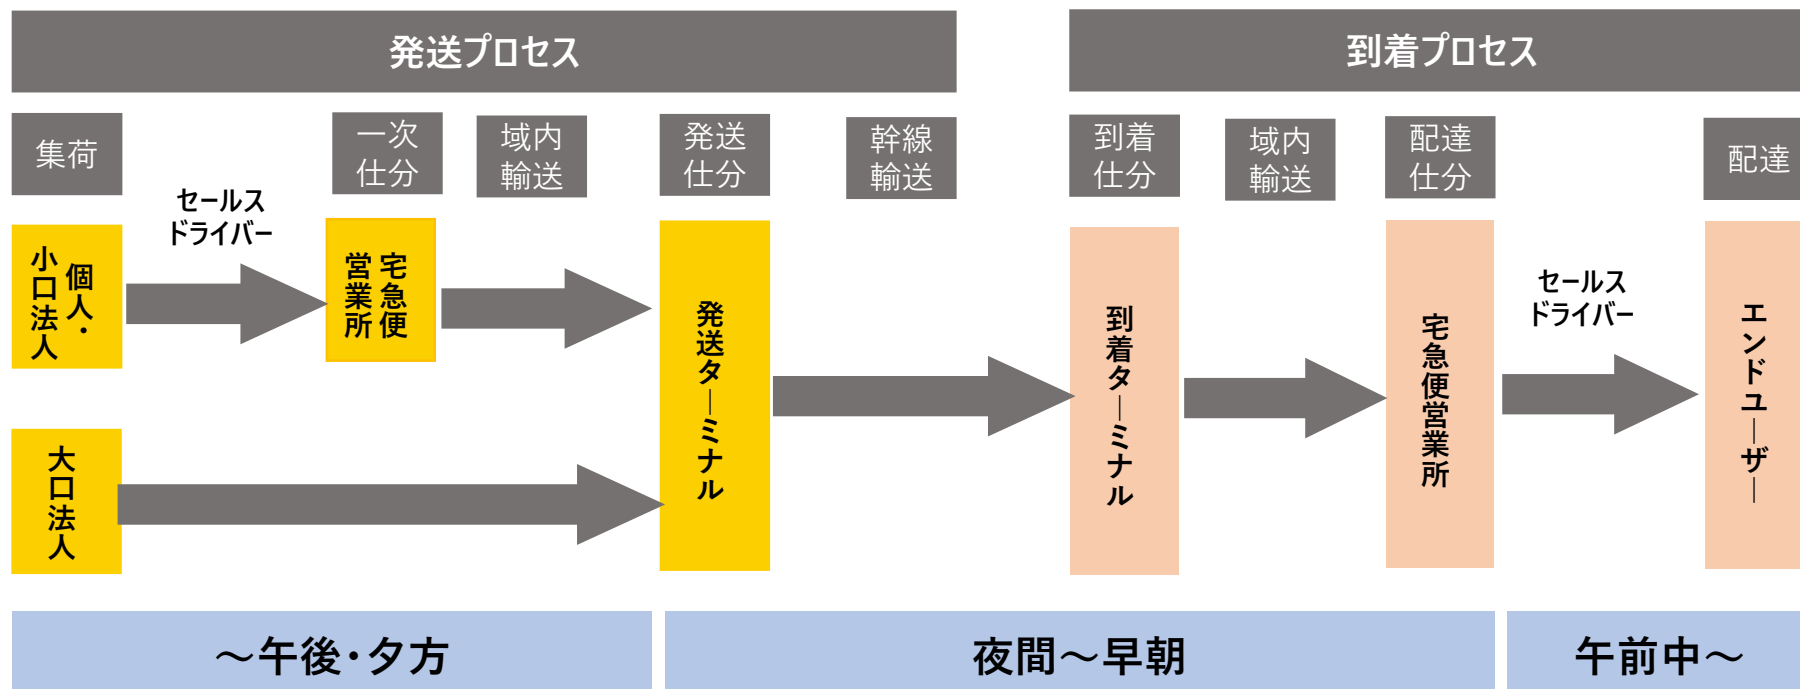 発送プロセス
到着プロセス
集荷
一次
仕分
域内
輸送
発送
仕分
幹線
輸送
到着
仕分
域内
輸送
配達
仕分
配達
セールス
ドライバー
個人・
小口法人
宅急便
営業所
発送ターミナル
到着ターミナル
宅急便営業所
セールス
ドライバー
エンドユーザー
大口法人
～午後・夕方
夜間～早朝
午前中～